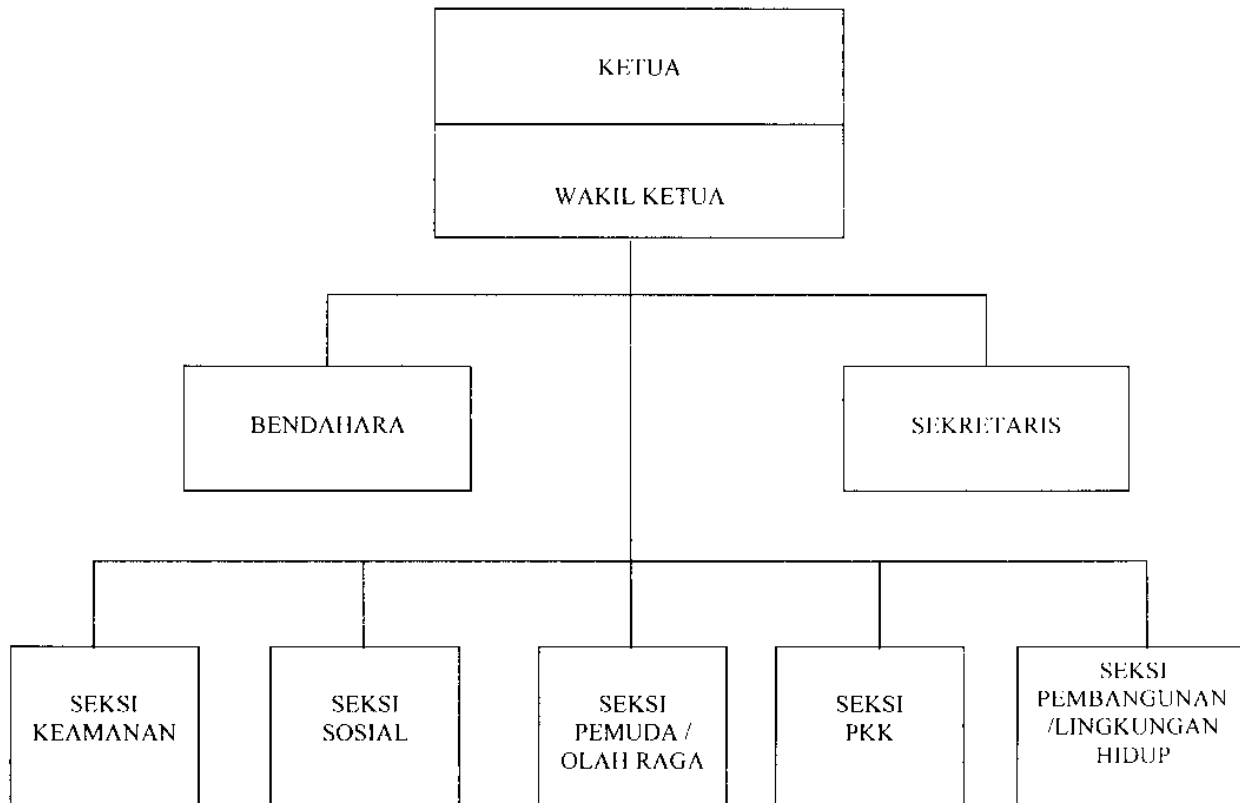 KETUA
WAKIL KETUA
BENDAHARA
SEKRETARIS
SEKSI
KEAMANAN
SEKSI
SOSIAL
SEKSI
PEMUDA /
OLAH RAGA
SEKSI
PKK
SEKSI
PEMBANGUNAN
/LINGKUNGAN
HIDUP